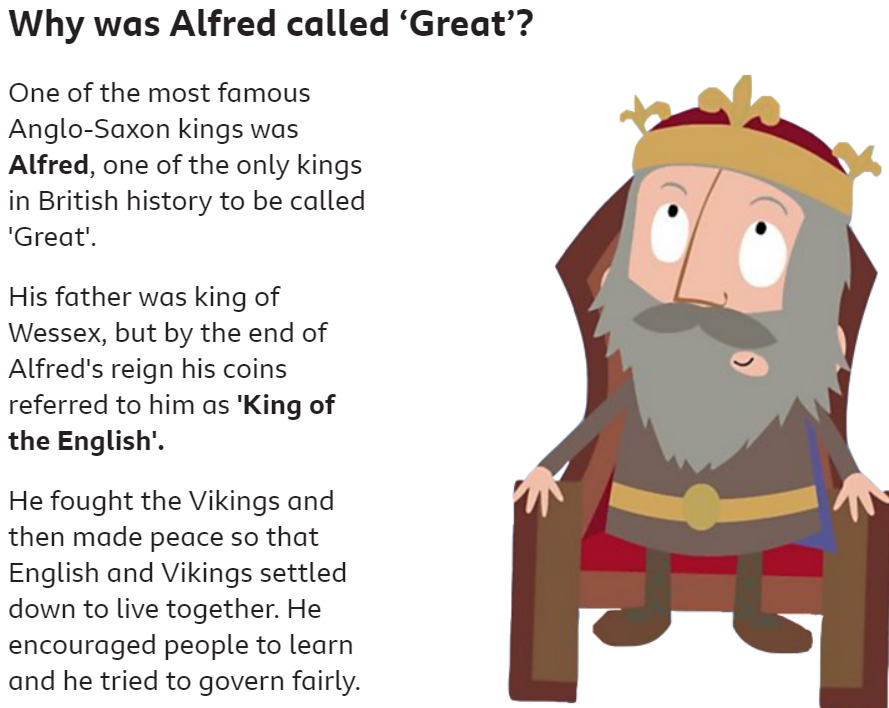 Why was Alfred called ‘Great’?
One of the most famous
Anglo-Saxon kings was
Alfred, one of the only kings
in British history to be called
'Great'.
His father was king of
Wessex, but by the end of
Alfred's reign his coins
referred to him as 'King of
the English'.
He fought the Vikings and
then made peace so that
English and Vikings settled
down to live together. He
encouraged people to learn
and he tried to govern fairly.